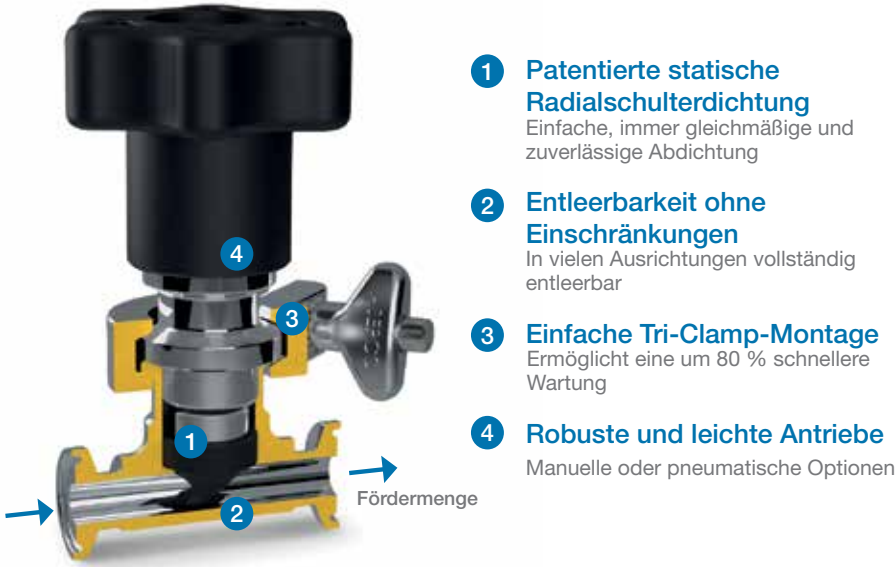 1 Patentierte statische
Radialschulterdichtung
Einfache, immer gleichmäßige und
zuverlässige Abdichtung
2 Entleerbarkeit ohne
Einschränkungen
In vielen Ausrichtungen vollständig
entleerbar
3 Einfache Tri-Clamp-Montage
Ermöglicht eine um 80 % schnellere
Wartung
4 Robuste und leichte Antriebe
Manuelle oder pneumatische Optionen
4
3
1
2
Fördermenge